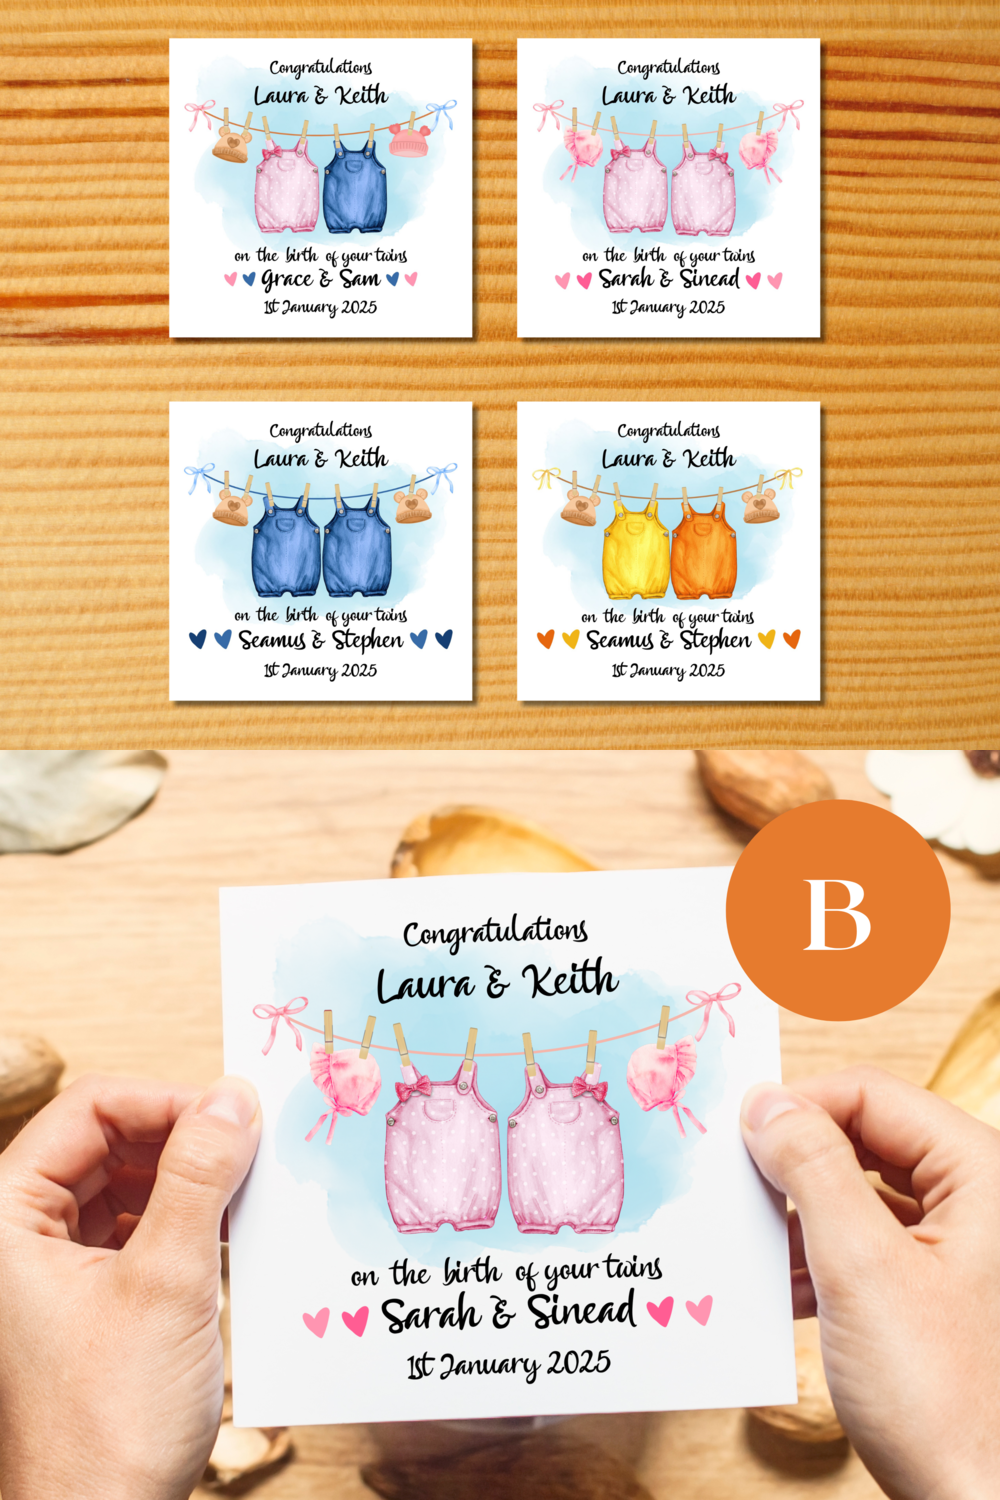 Congratulations
Laura & Keith
on the birth of your twins
Grace & Sam
1st January 2025
Congratulations
Laura & Keith
on the birth of your twins
Sarah & Sinead
1st January 2025
Congratulations
Laura & Keith
on the birth of your twins
Seamus & Stephen
1st January 2025
Congratulations
Laura & Keith
on the birth of your twins
Seamus & Stephen
1st January 2025
B
Congratulations
Laura & Keith
on the birth of your twins
Sarah & Sinead
1st January 2025